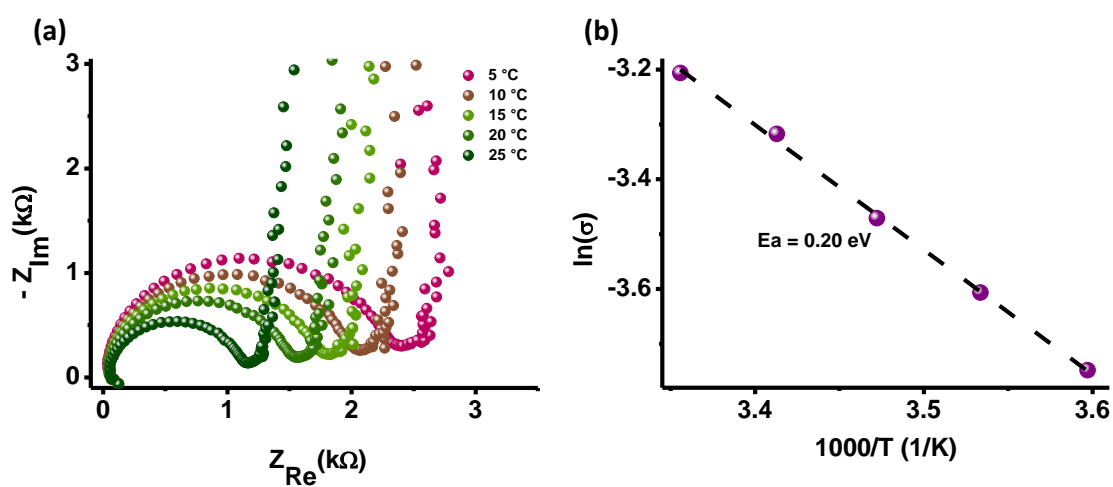 (a)
3
2
1
0
- Z_Im(kΩ)
0
1
2
3
Z_Re(kΩ)
5 °C
10 °C
15 °C
20 °C
25 °C
(b)
-3.2
-3.4
-3.6
ln(σ)
Ea = 0.20 eV
3.4
3.5
3.6
1000/T (1/K)